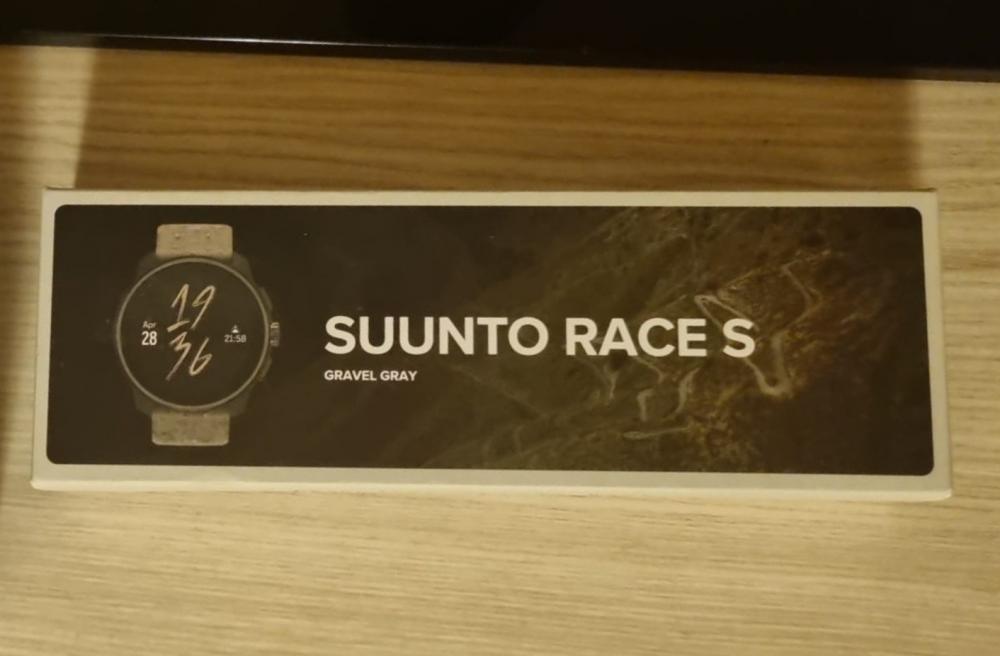 19
Apr
28
21:58
36
SUUNTO RACE S
GRAVEL GRAY